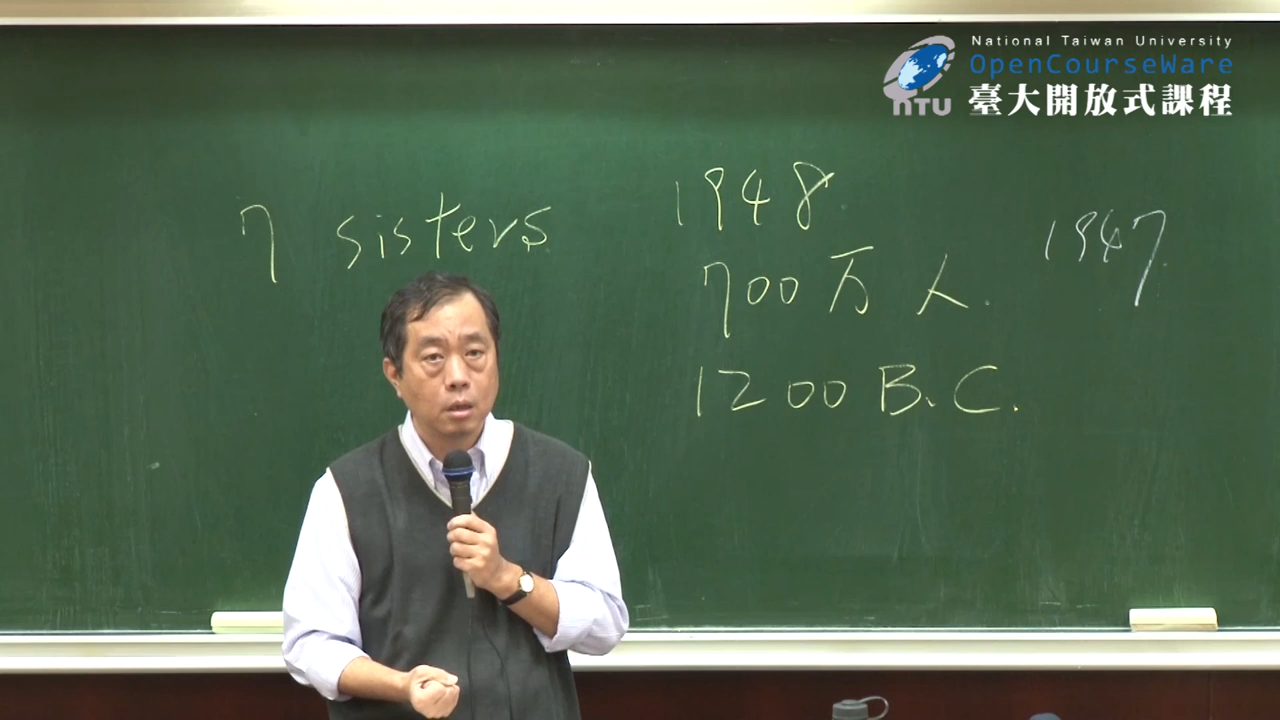 National Taiwan University
OpenCourseWare
臺大開放式課程
NTU
7 sisters
1948
700万人.
1200 B.C.
1947